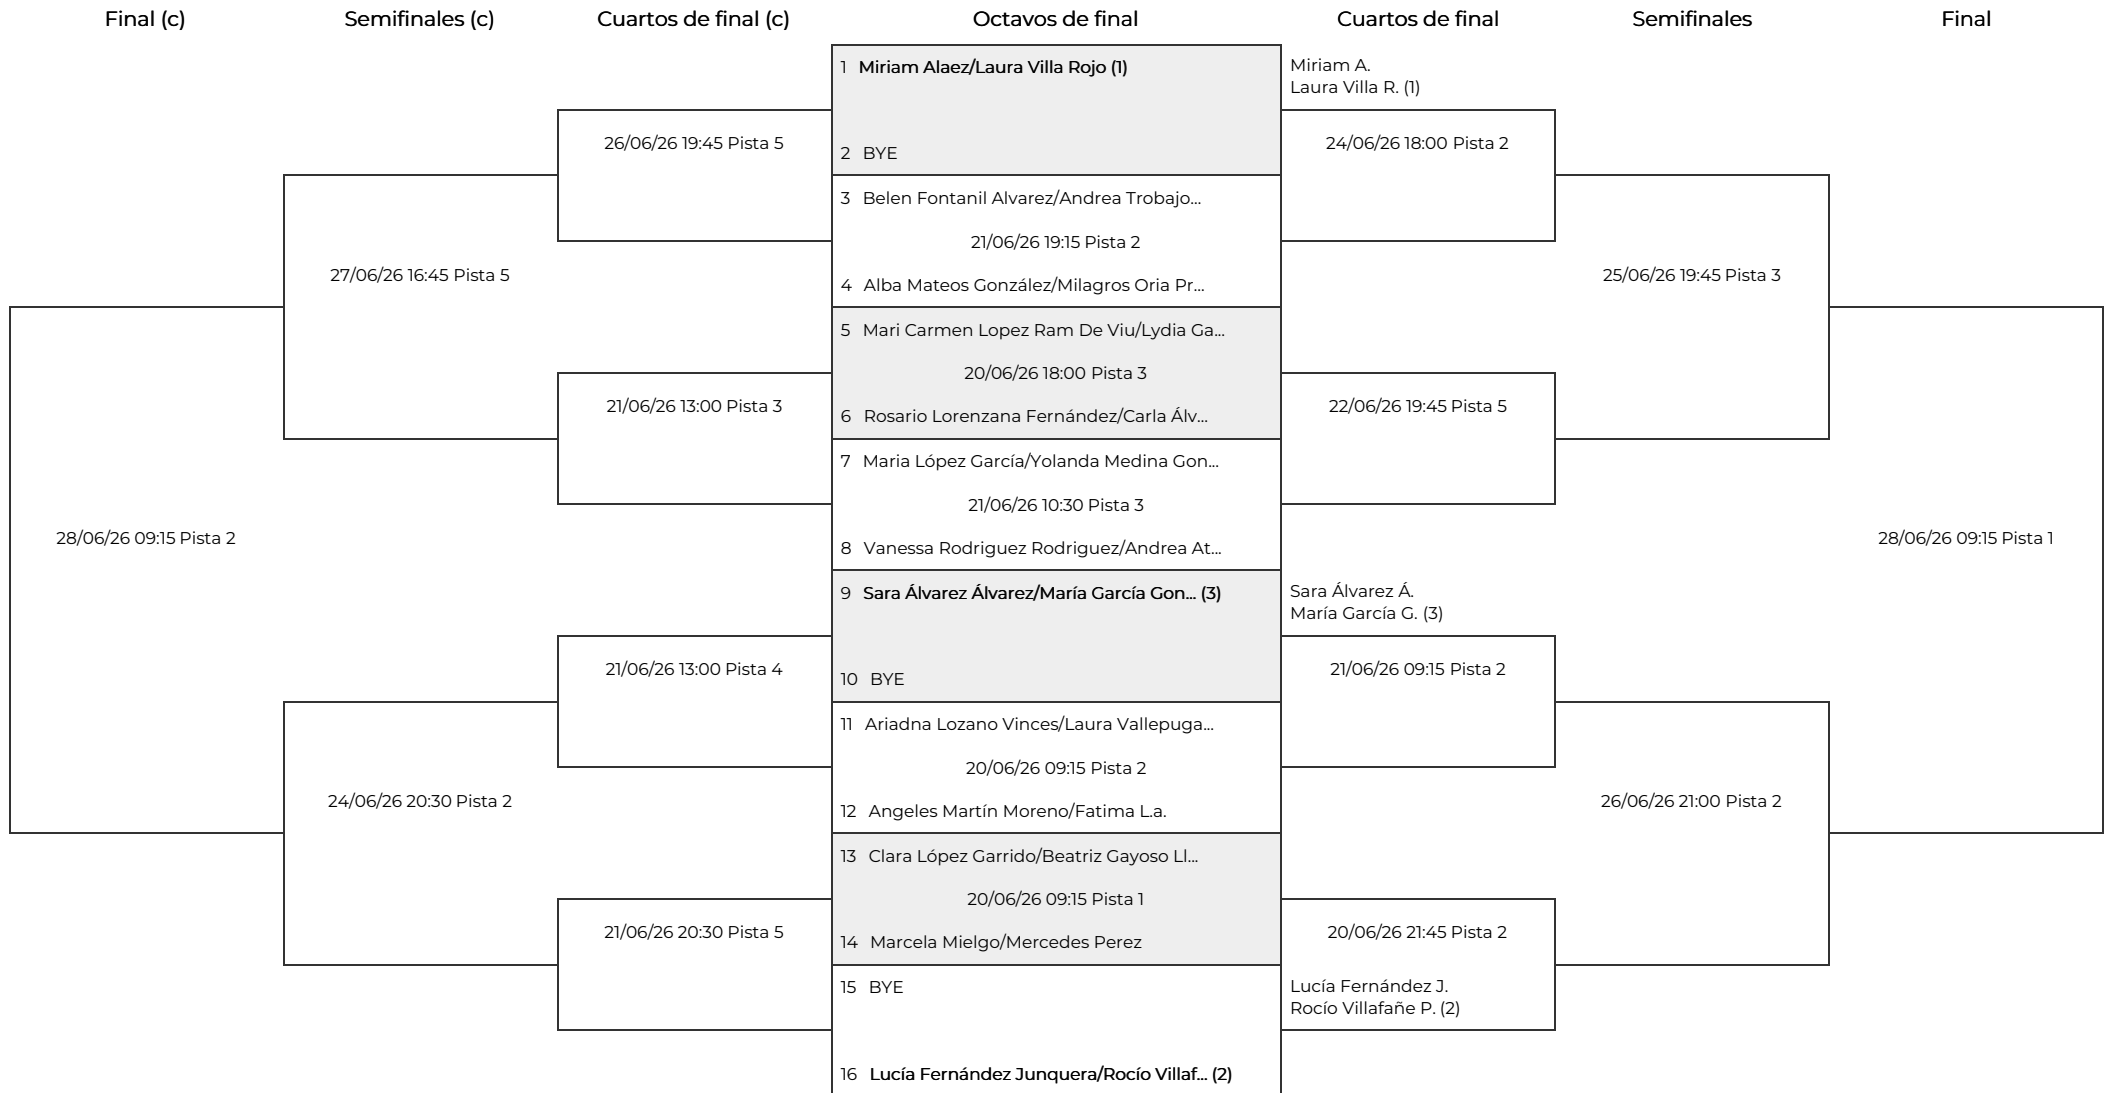 Final (c)
Semifinales (c)
Cuartos de final (c)
Octavos de final
Cuartos de final
Semifinales
Final
28/06/26 09:15 Pista 2
27/06/26 16:45 Pista 5
24/06/26 20:30 Pista 2
26/06/26 19:45 Pista 5
21/06/26 13:00 Pista 3
21/06/26 13:00 Pista 4
21/06/26 20:30 Pista 5
1 Miriam Alaez/Laura Villa Rojo (1)
2 BYE
3 Belen Fontanil Alvarez/Andrea Trobajo...
21/06/26 19:15 Pista 2
4 Alba Mateos González/Milagros Oria Pr...
5 Mari Carmen Lopez Ram De Viu/Lydia Ga...
20/06/26 18:00 Pista 3
6 Rosario Lorenzana Fernández/Carla Álv...
7 Maria López García/Yolanda Medina Gon...
21/06/26 10:30 Pista 3
8 Vanessa Rodriguez Rodriguez/Andrea At...
9 Sara Álvarez Álvarez/María García Gon... (3)
10 BYE
11 Ariadna Lozano Vinces/Laura Vallepuga...
20/06/26 09:15 Pista 2
12 Angeles Martín Moreno/Fatima L.a.
13 Clara López Garrido/Beatriz Gayoso Ll...
20/06/26 09:15 Pista 1
14 Marcela Mielgo/Mercedes Perez
15 BYE
16 Lucía Fernández Junquera/Rocío Villaf... (2)
Miriam A.
Laura Villa R. (1)
24/06/26 18:00 Pista 2
22/06/26 19:45 Pista 5
Sara Álvarez Á.
María García G. (3)
21/06/26 09:15 Pista 2
20/06/26 21:45 Pista 2
Lucía Fernández J.
Rocío Villafañe P. (2)
25/06/26 19:45 Pista 3
26/06/26 21:00 Pista 2
28/06/26 09:15 Pista 1